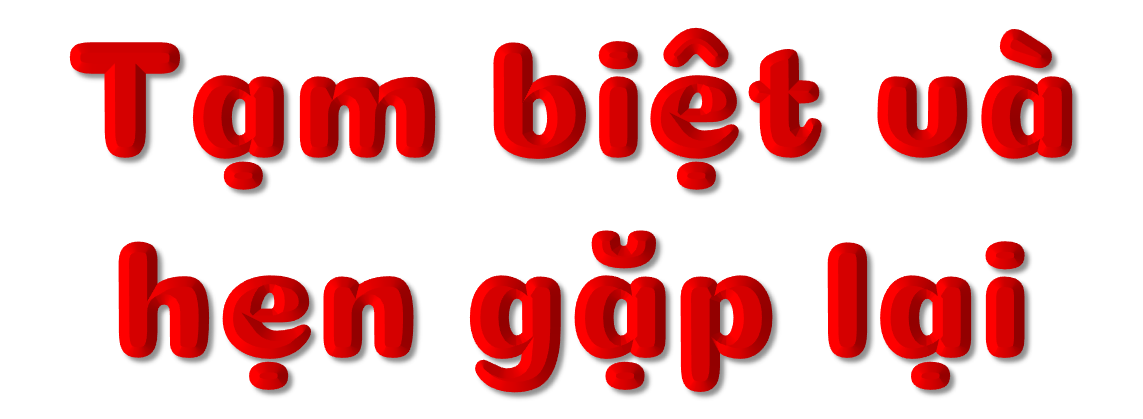 Tạm biệt và
hẹn gặp lại